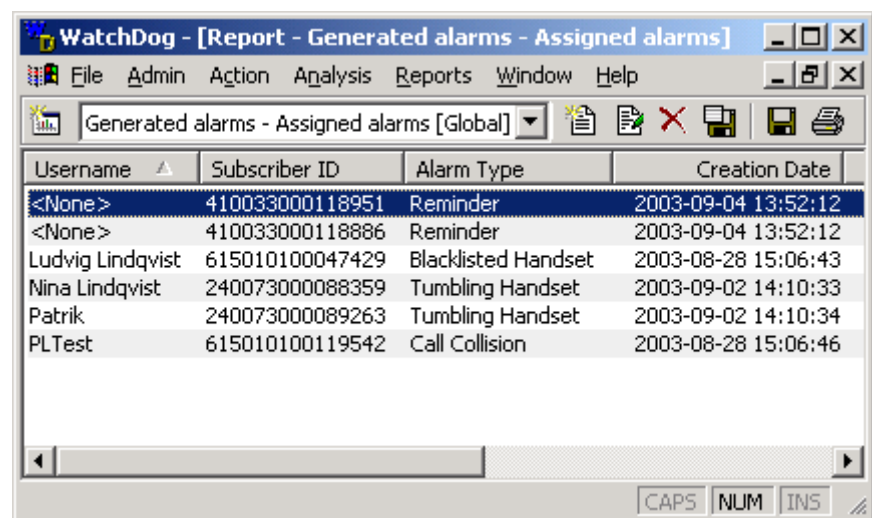 WatchDog - [Report - Generated alarms - Assigned alarms]
File Admin Action Analysis Reports Window Help
Generated alarms - Assigned alarms [Global]
Username Subscriber ID Alarm Type Creation Date
<None> 410033000118951 Reminder 2003-09-04 13:52:12
<None> 410033000118886 Reminder 2003-09-04 13:52:12
Ludvig Lindqvist 615010100047429 Blacklisted Handset 2003-08-28 15:06:43
Nina Lindqvist 240073000088359 Tumbling Handset 2003-09-02 14:10:33
Patrik 240073000089263 Tumbling Handset 2003-09-02 14:10:34
PLTest 615010100119542 Call Collision 2003-08-28 15:06:46
CAPS NUM INS